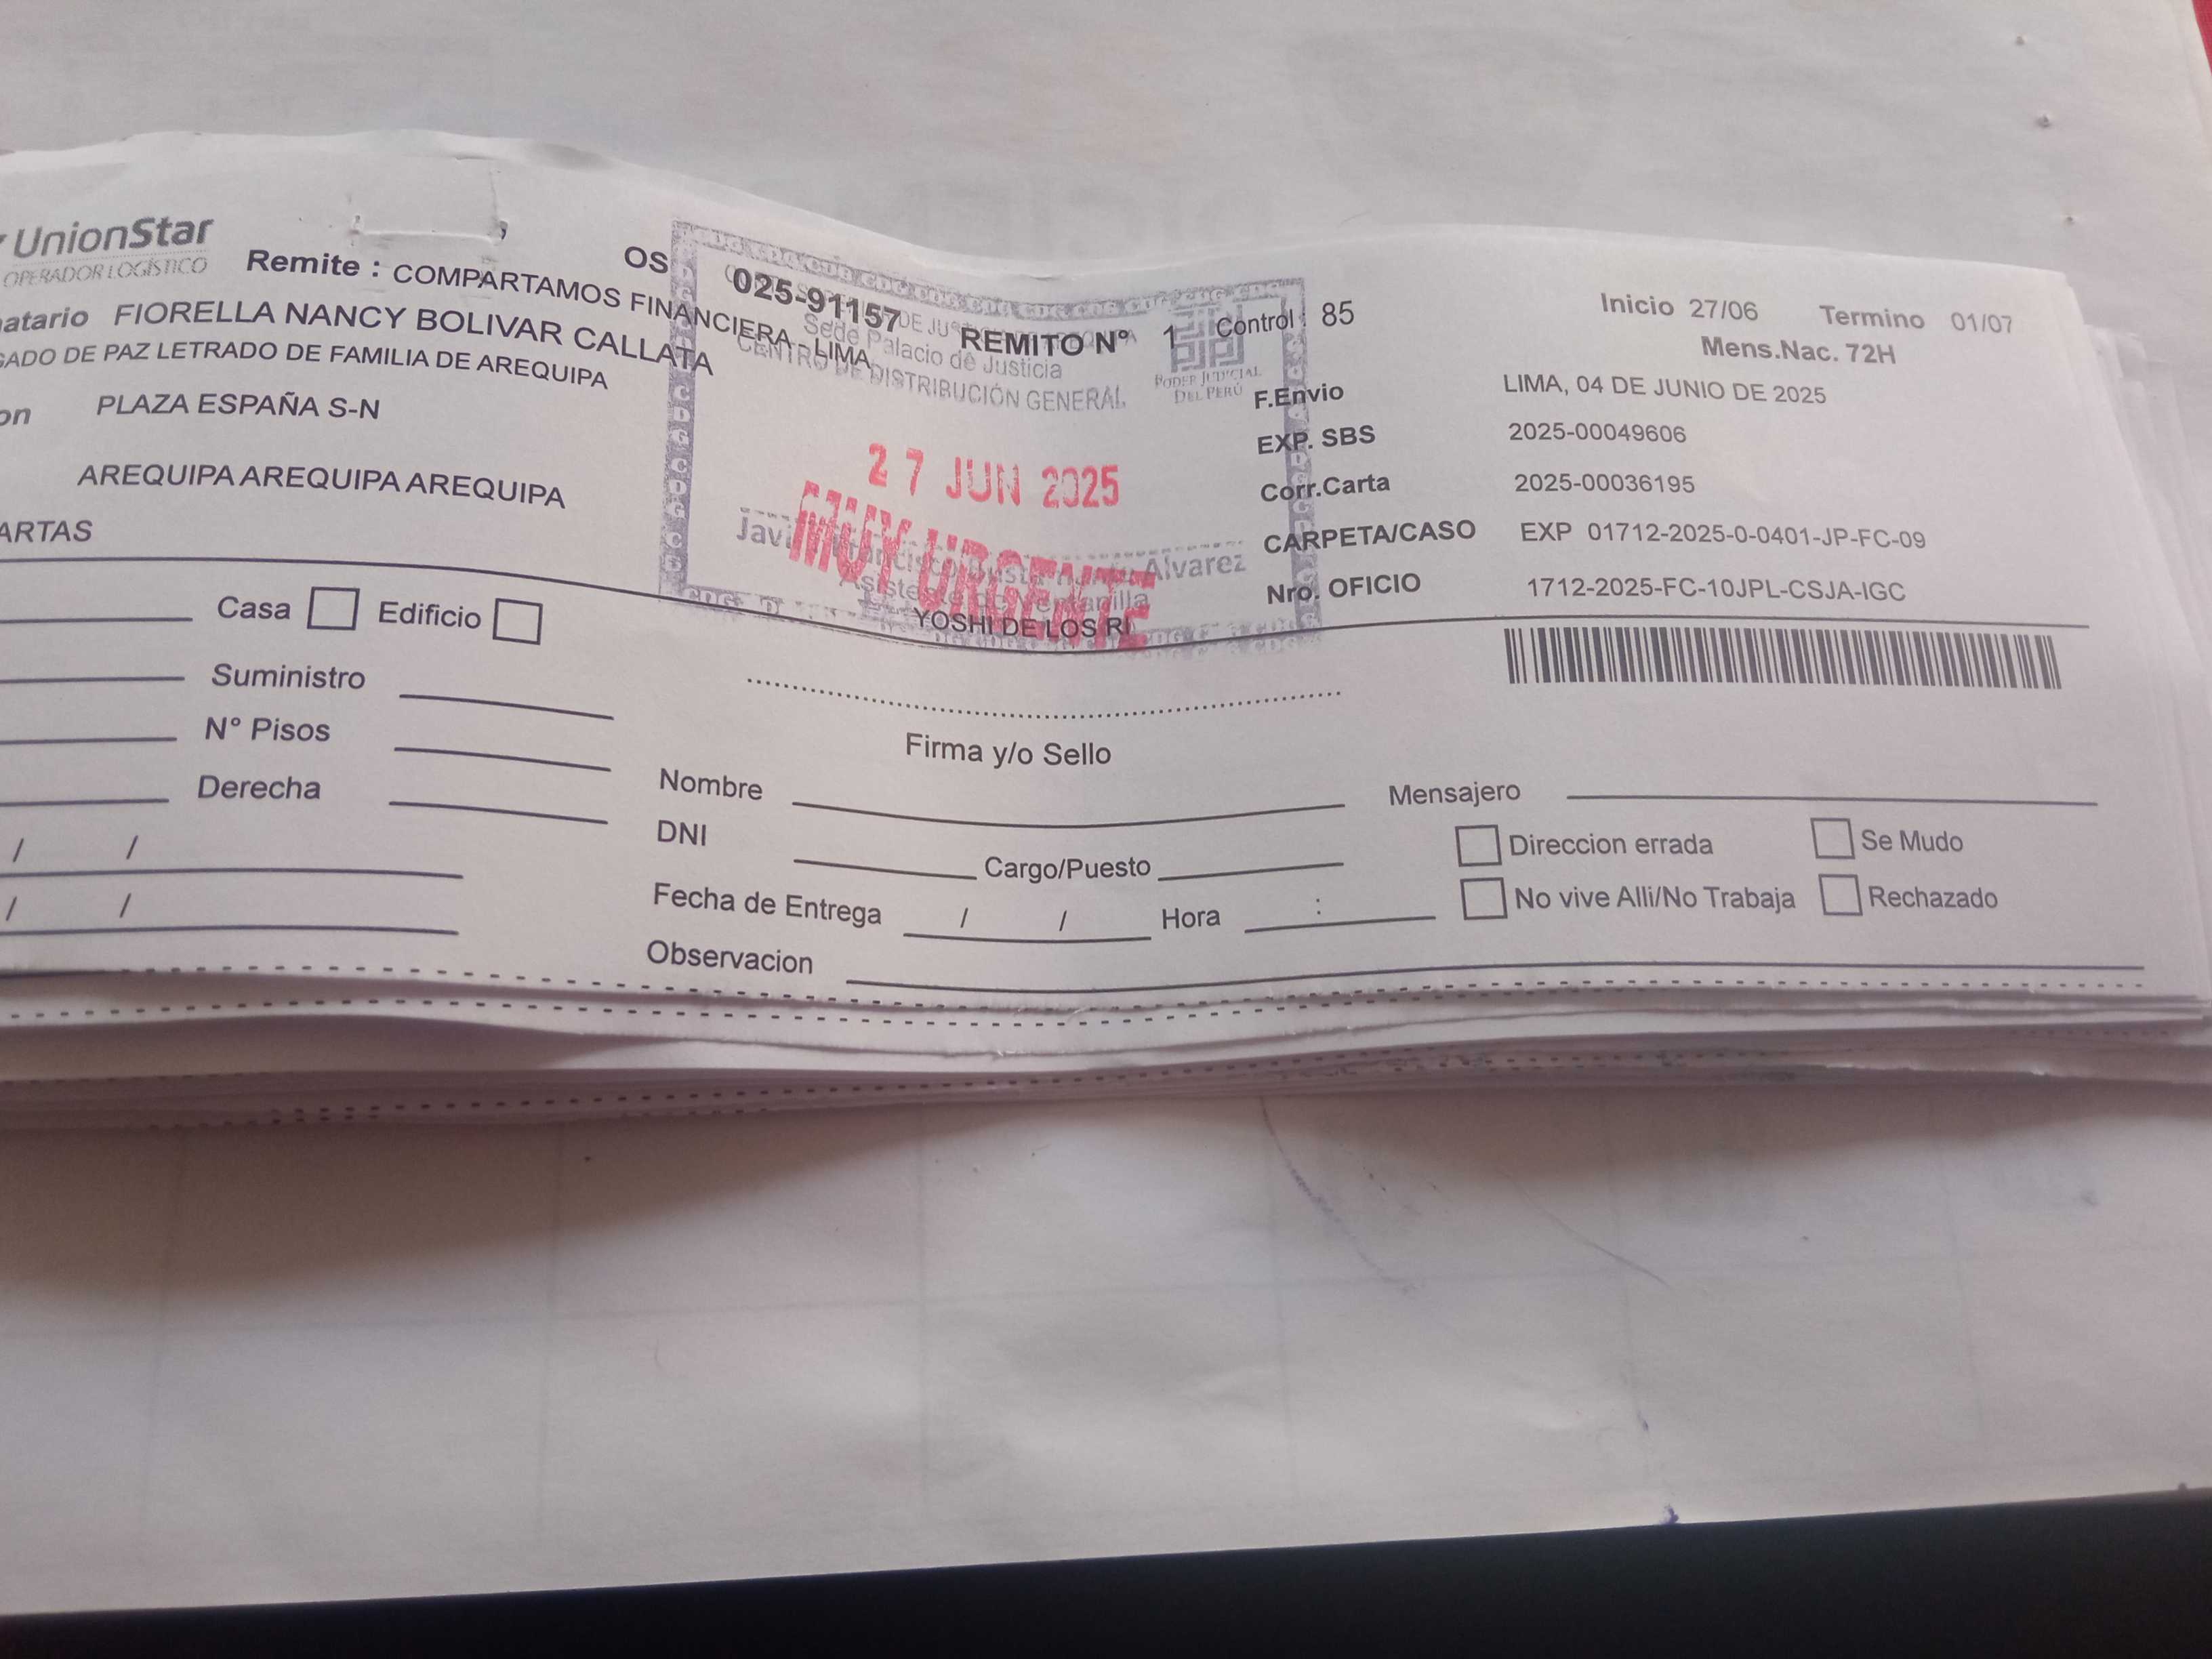 UnionStar
OPERADOR LOGÍSTICO
Remite : COMPARTAMOS FINANCIERA - LIMA
OS 025-91157 REMITO N° 1 Control : 85
Inicio 27/06 Termino 01/07
Mens.Nac. 72H
atario FIORELLA NANCY BOLIVAR CALLATA
GADO DE PAZ LETRADO DE FAMILIA DE AREQUIPA
on PLAZA ESPAÑA S-N
AREQUIPA AREQUIPA AREQUIPA
ARTAS
DE JUS
Sede Palacio de Justicia
CENTRO DE DISTRIBUCIÓN GENERAL
PODER JUDICIAL
DEL PERÚ
27 JUN 2025
MUY URGENTE
Alvarez
YOSHI DE LOS RI
F.Envio LIMA, 04 DE JUNIO DE 2025
EXP. SBS 2025-00049606
Corr.Carta 2025-00036195
CARPETA/CASO EXP 01712-2025-0-0401-JP-FC-09
Nro. OFICIO 1712-2025-FC-10JPL-CSJA-IGC
Casa Edificio
Suministro
N° Pisos
Derecha
/ /
/ /
Firma y/o Sello
Nombre
DNI Cargo/Puesto
Fecha de Entrega / / Hora :
Observacion
Mensajero
Direccion errada Se Mudo
No vive Alli/No Trabaja Rechazado